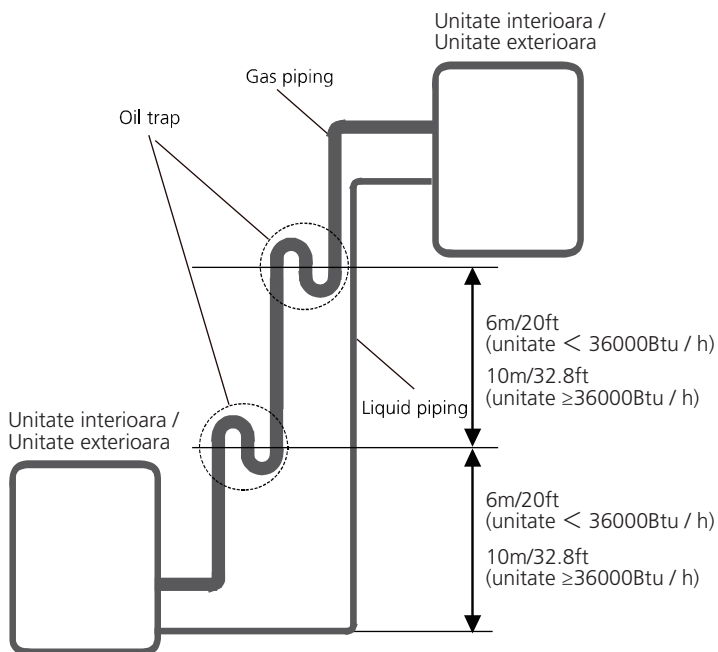 Unitate interioara /
Unitate exterioara
Gas piping
Oil trap
6m/20ft
(unitate < 36000Btu / h)
10m/32.8ft
(unitate ≥36000Btu / h)
Liquid piping
Unitate interioara /
Unitate exterioara
6m/20ft
(unitate < 36000Btu / h)
10m/32.8ft
(unitate ≥36000Btu / h)